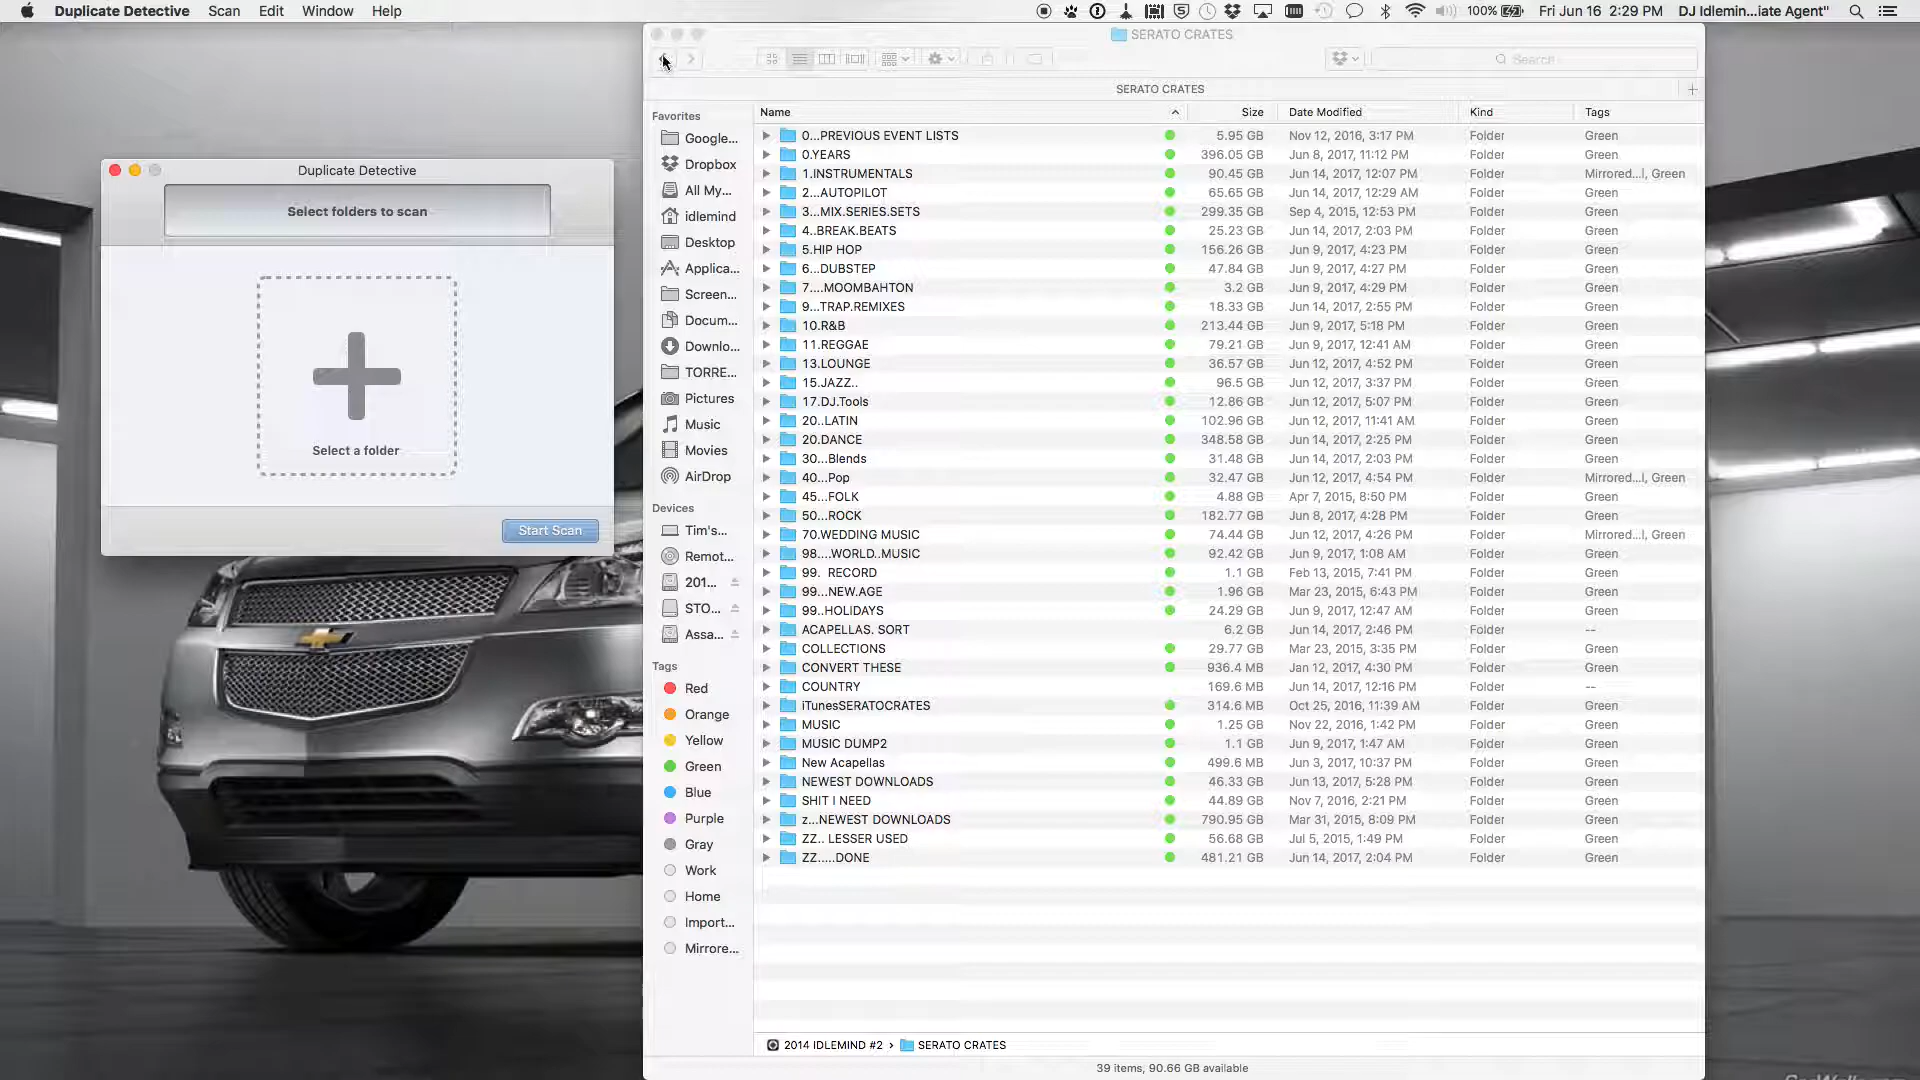 Duplicate Detective Scan Edit Window Help
100% Fri Jun 16 2:29 PM DJ Idlemin...iate Agent"
Duplicate Detective
Select folders to scan
Select a folder
Start Scan
SERATO CRATES
Search
SERATO CRATES
Favorites
Google...
Dropbox
All My...
idlemind
Desktop
Applica...
Screen...
Docum...
Downlo...
TORRE...
Pictures
Music
Movies
AirDrop
Devices
Tim's...
Remot...
201...
STO...
Assa...
Tags
Red
Orange
Yellow
Green
Blue
Purple
Gray
Work
Home
Import...
Mirrore...
Name Size Date Modified Kind Tags
0...PREVIOUS EVENT LISTS 5.95 GB Nov 12, 2016, 3:17 PM Folder Green
0.YEARS 396.05 GB Jun 8, 2017, 11:12 PM Folder Green
1.INSTRUMENTALS 90.45 GB Jun 14, 2017, 12:07 PM Folder Mirrored...l, Green
2...AUTOPILOT 65.65 GB Jun 14, 2017, 12:29 AM Folder Green
3...MIX.SERIES.SETS 299.35 GB Sep 4, 2015, 12:53 PM Folder Green
4..BREAK.BEATS 25.23 GB Jun 14, 2017, 2:03 PM Folder Green
5.HIP HOP 156.26 GB Jun 9, 2017, 4:23 PM Folder Green
6...DUBSTEP 47.84 GB Jun 9, 2017, 4:27 PM Folder Green
7....MOOMBAHTON 3.2 GB Jun 9, 2017, 4:29 PM Folder Green
9...TRAP.REMIXES 18.33 GB Jun 14, 2017, 2:55 PM Folder Green
10.R&B 213.44 GB Jun 9, 2017, 5:18 PM Folder Green
11.REGGAE 79.21 GB Jun 9, 2017, 12:41 AM Folder Green
13.LOUNGE 36.57 GB Jun 12, 2017, 4:52 PM Folder Green
15.JAZZ.. 96.5 GB Jun 12, 2017, 3:37 PM Folder Green
17.DJ.Tools 12.86 GB Jun 12, 2017, 5:07 PM Folder Green
20..LATIN 102.96 GB Jun 12, 2017, 11:41 AM Folder Green
20.DANCE 348.58 GB Jun 14, 2017, 2:25 PM Folder Green
30...Blends 31.48 GB Jun 14, 2017, 2:03 PM Folder Green
40...Pop 32.47 GB Jun 12, 2017, 4:54 PM Folder Mirrored...l, Green
45...FOLK 4.88 GB Apr 7, 2015, 8:50 PM Folder Green
50...ROCK 182.77 GB Jun 8, 2017, 4:28 PM Folder Green
70.WEDDING MUSIC 74.44 GB Jun 12, 2017, 4:26 PM Folder Mirrored...l, Green
98....WORLD..MUSIC 92.42 GB Jun 9, 2017, 1:08 AM Folder Green
99. RECORD 1.1 GB Feb 13, 2015, 7:41 PM Folder Green
99...NEW.AGE 1.96 GB Mar 23, 2015, 6:43 PM Folder Green
99..HOLIDAYS 24.29 GB Jun 9, 2017, 12:47 AM Folder Green
ACAPELLAS. SORT 6.2 GB Jun 14, 2017, 2:46 PM Folder --
COLLECTIONS 29.77 GB Mar 23, 2015, 3:35 PM Folder Green
CONVERT THESE 936.4 MB Jan 12, 2017, 4:30 PM Folder Green
COUNTRY 169.6 MB Jun 14, 2017, 12:16 PM Folder --
iTunesSERATOCRATES 314.6 MB Oct 25, 2016, 11:39 AM Folder Green
MUSIC 1.25 GB Nov 22, 2016, 1:42 PM Folder Green
MUSIC DUMP2 1.1 GB Jun 9, 2017, 1:47 AM Folder Green
New Acapellas 499.6 MB Jun 3, 2017, 10:37 PM Folder Green
NEWEST DOWNLOADS 46.33 GB Jun 13, 2017, 5:28 PM Folder Green
SHIT I NEED 44.89 GB Nov 7, 2016, 2:21 PM Folder Green
z...NEWEST DOWNLOADS 790.95 GB Mar 31, 2015, 8:09 PM Folder Green
ZZ.. LESSER USED 56.68 GB Jul 5, 2015, 1:49 PM Folder Green
ZZ.....DONE 481.21 GB Jun 14, 2017, 2:04 PM Folder Green
2014 IDLEMIND #2 › SERATO CRATES
39 items, 90.66 GB available